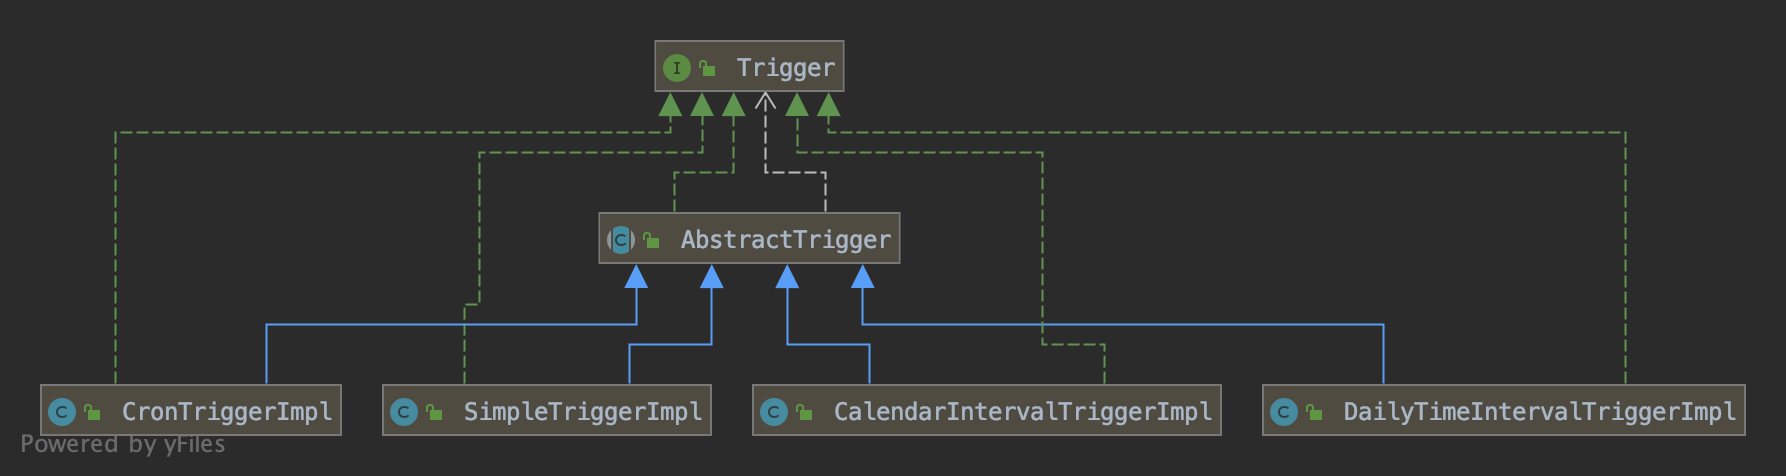 I Trigger
C AbstractTrigger
C CronTriggerImpl
C SimpleTriggerImpl
C CalendarIntervalTriggerImpl
C DailyTimeIntervalTriggerImpl
Powered by yFiles